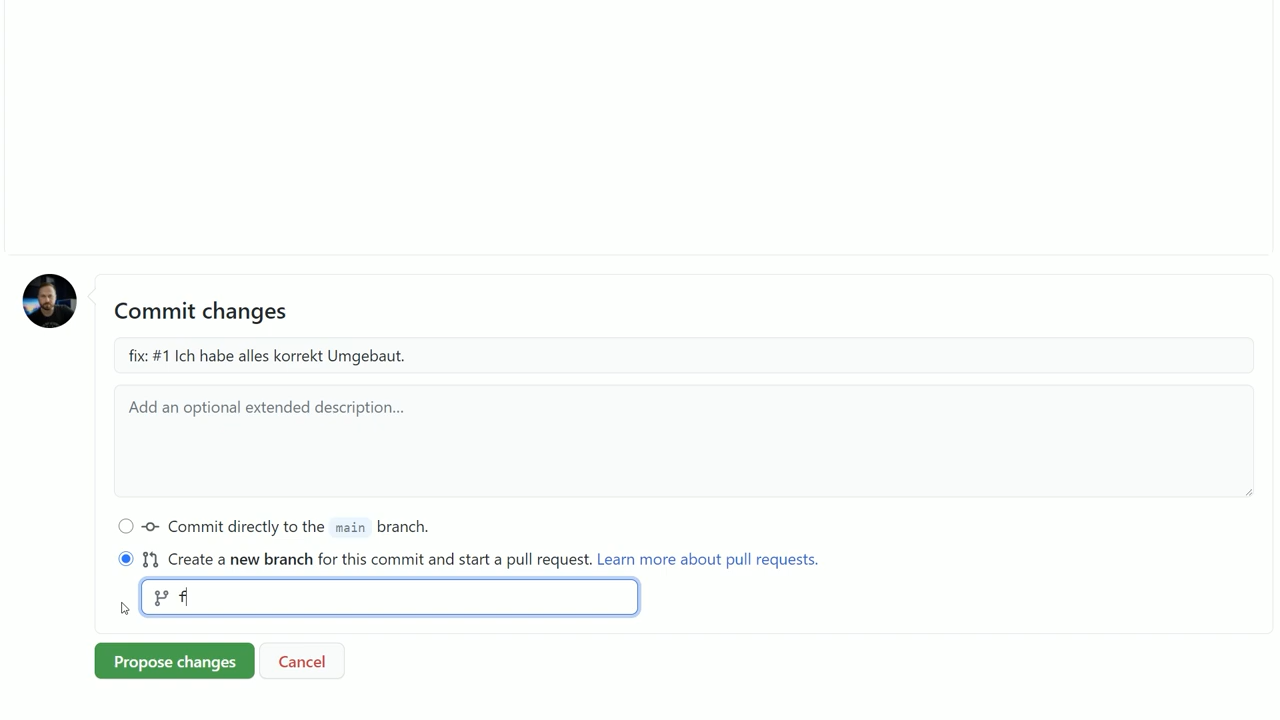 Commit changes
fix: #1 Ich habe alles korrekt Umgebaut.
Add an optional extended description...
Commit directly to the main branch.
Create a new branch for this commit and start a pull request. Learn more about pull requests.
f
Propose changes Cancel